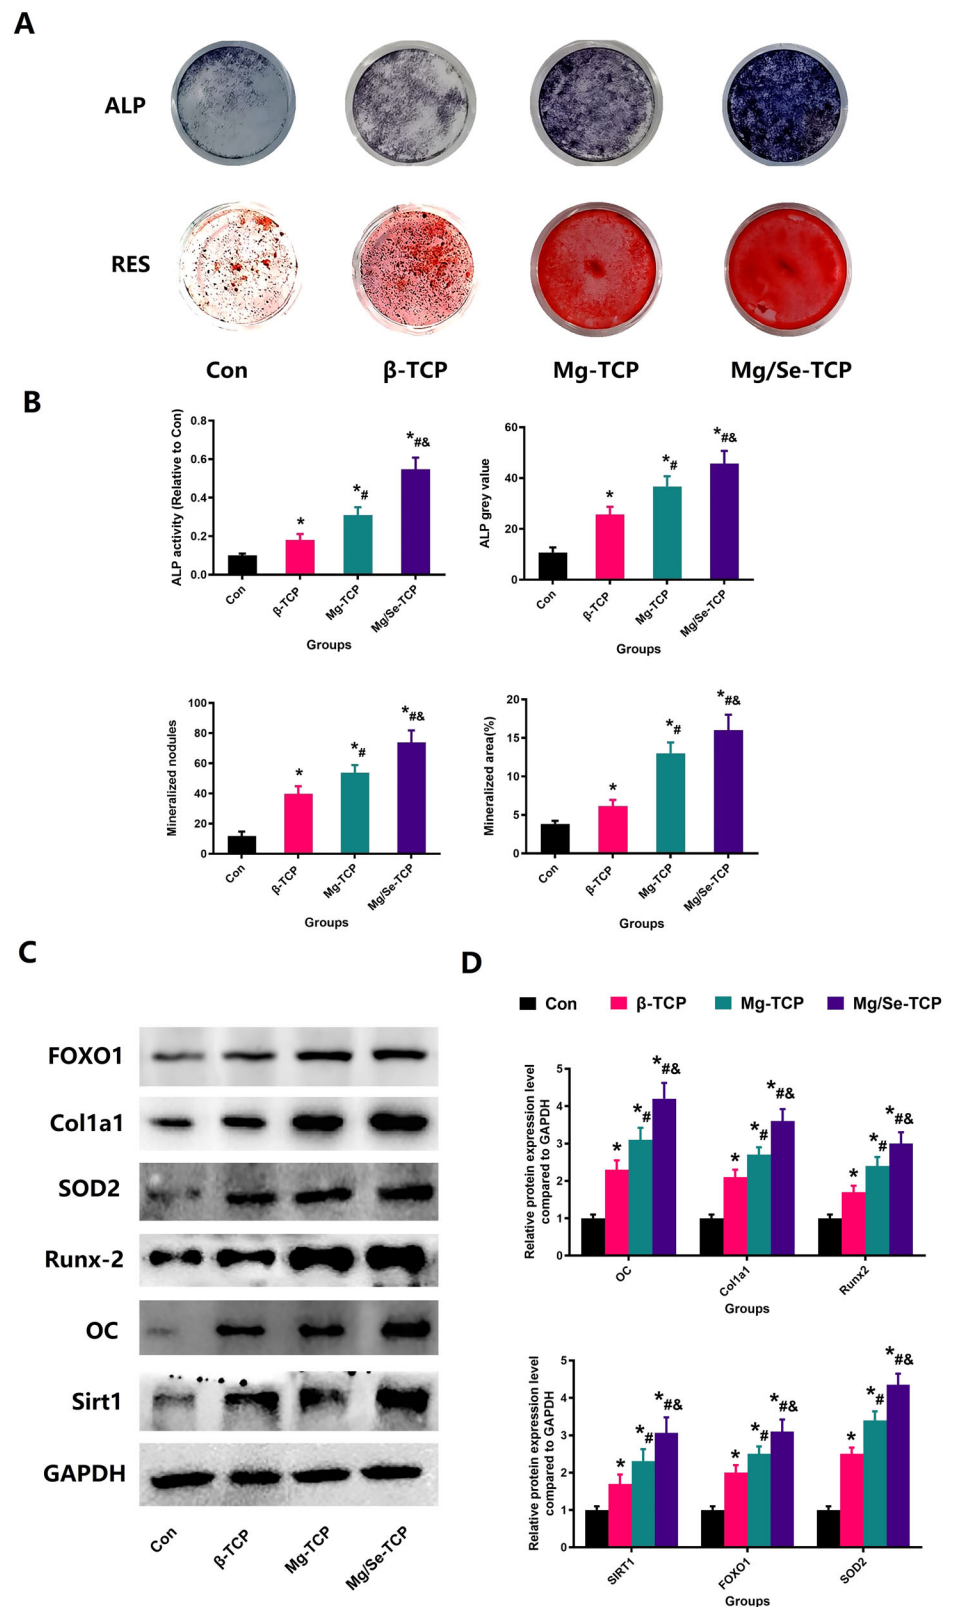 A
ALP
RES
Con
β-TCP
Mg-TCP
Mg/Se-TCP
B
ALP activity (Relative to Con)
0.8
0.6
0.4
0.2
0.0
*
*#
*#&
Con
β-TCP
Mg-TCP
Mg/Se-TCP
Groups
ALP grey value
60
40
20
0
*
*#
*#&
Con
β-TCP
Mg-TCP
Mg/Se-TCP
Groups
Mineralized nodules
100
80
60
40
20
0
*
*#
*#&
Con
β-TCP
Mg-TCP
Mg/Se-TCP
Groups
Mineralized area(%)
20
15
10
5
0
*
*#
*#&
Con
β-TCP
Mg-TCP
Mg/Se-TCP
Groups
C
FOXO1
Col1a1
SOD2
Runx-2
OC
Sirt1
GAPDH
Con
β-TCP
Mg-TCP
Mg/Se-TCP
D
Con
β-TCP
Mg-TCP
Mg/Se-TCP
Relative protein expression level
compared to GAPDH
5
4
3
2
1
0
*
*#
*#&
*
*#
*#&
*
*#
*#&
OC
Col1a1
Runx2
Groups
Relative protein expression level
compared to GAPDH
5
4
3
2
1
0
*
*#
*#&
*
*#
*#&
*
*#
*#&
SIRT1
FOXO1
SOD2
Groups